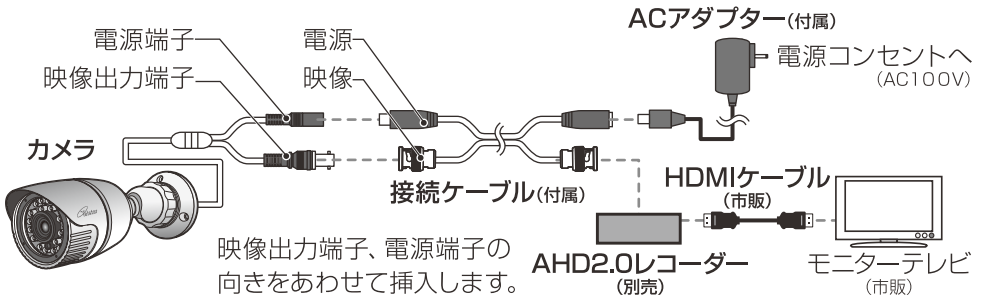 ACアダプター(付属)
電源端子
電源
電源コンセントへ
(AC100V)
映像出力端子
映像
カメラ
接続ケーブル(付属)
HDMIケーブル
(市販)
映像出力端子、電源端子の
向きをあわせて挿入します。
AHD2.0レコーダー
(別売)
モニターテレビ
(市販)